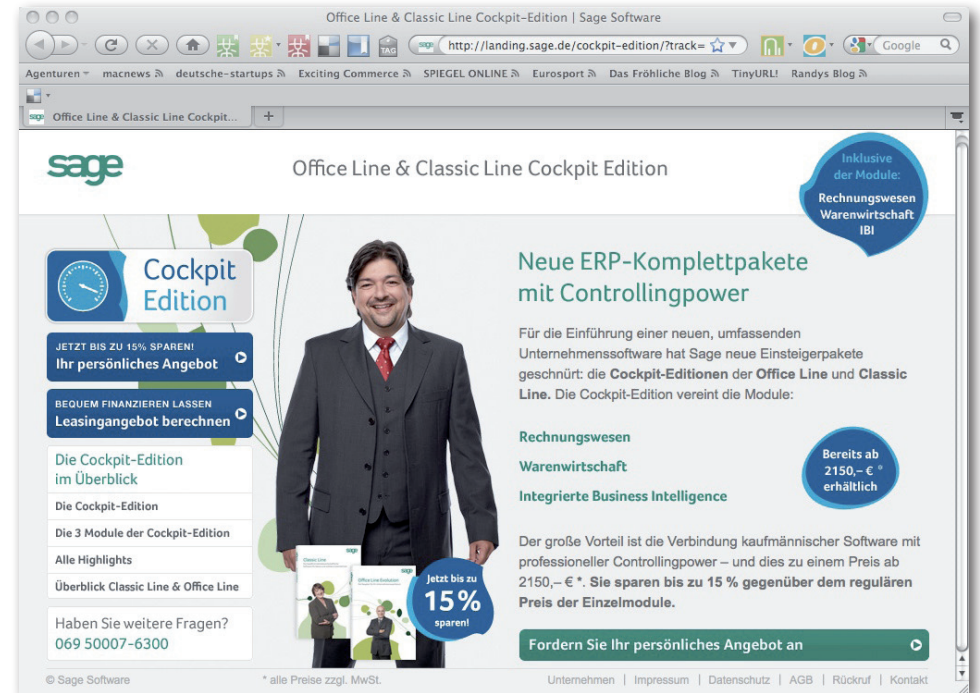 Office Line & Classic Line Cockpit-Edition | Sage Software
http://landing.sage.de/cockpit-edition/?track=
Google
TAG
Agenturen macnews deutsche-startups Exciting Commerce SPIEGEL ONLINE Eurosport Das Fröhliche Blog TinyURL! Randys Blog
Office Line & Classic Line Cockpit...
sage
Office Line & Classic Line Cockpit Edition
Inklusive
der Module:
Rechnungswesen
Warenwirtschaft
IBI
Cockpit
Edition
JETZT BIS ZU 15% SPAREN!
Ihr persönliches Angebot
BEQUEM FINANZIEREN LASSEN
Leasingangebot berechnen
Die Cockpit-Edition
im Überblick
Die Cockpit-Edition
Die 3 Module der Cockpit-Edition
Alle Highlights
Überblick Classic Line & Office Line
Haben Sie weitere Fragen?
069 50007-6300
sage
Classic Line
sage
Office Line Evolution
Jetzt bis zu
15%
sparen!
Neue ERP-Komplettpakete
mit Controllingpower
Für die Einführung einer neuen, umfassenden
Unternehmenssoftware hat Sage neue Einsteigerpakete
geschnürt: die Cockpit-Editionen der Office Line und Classic
Line. Die Cockpit-Edition vereint die Module:
Rechnungswesen
Warenwirtschaft
Integrierte Business Intelligence
Bereits ab
2150,– € *
erhältlich
Der große Vorteil ist die Verbindung kaufmännischer Software mit
professioneller Controllingpower – und dies zu einem Preis ab
2150,– € *. Sie sparen bis zu 15 % gegenüber dem regulären
Preis der Einzelmodule.
Fordern Sie Ihr persönliches Angebot an
© Sage Software
* alle Preise zzgl. MwSt.
Unternehmen | Impressum | Datenschutz | AGB | Rückruf | Kontakt